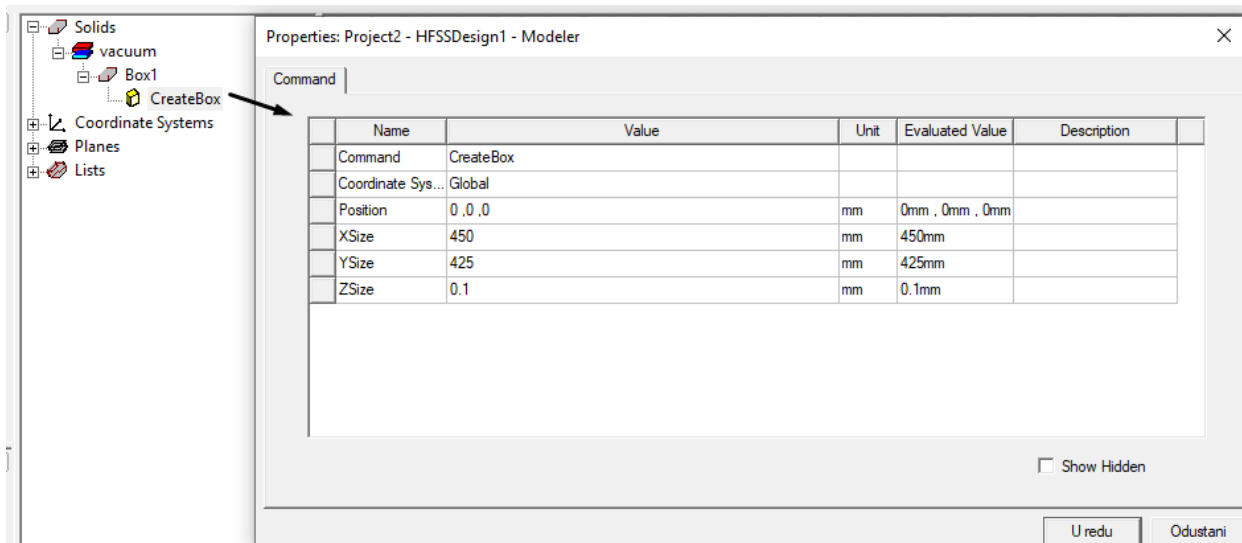 Solids
vacuum
Box1
CreateBox
Coordinate Systems
Planes
Lists
Properties: Project2 - HFSSDesign1 - Modeler
Command
Name Value Unit Evaluated Value Description
Command CreateBox
Coordinate Sys... Global
Position 0 ,0 ,0 mm 0mm , 0mm , 0mm
XSize 450 mm 450mm
YSize 425 mm 425mm
ZSize 0.1 mm 0.1mm
Show Hidden
U redu Odustani